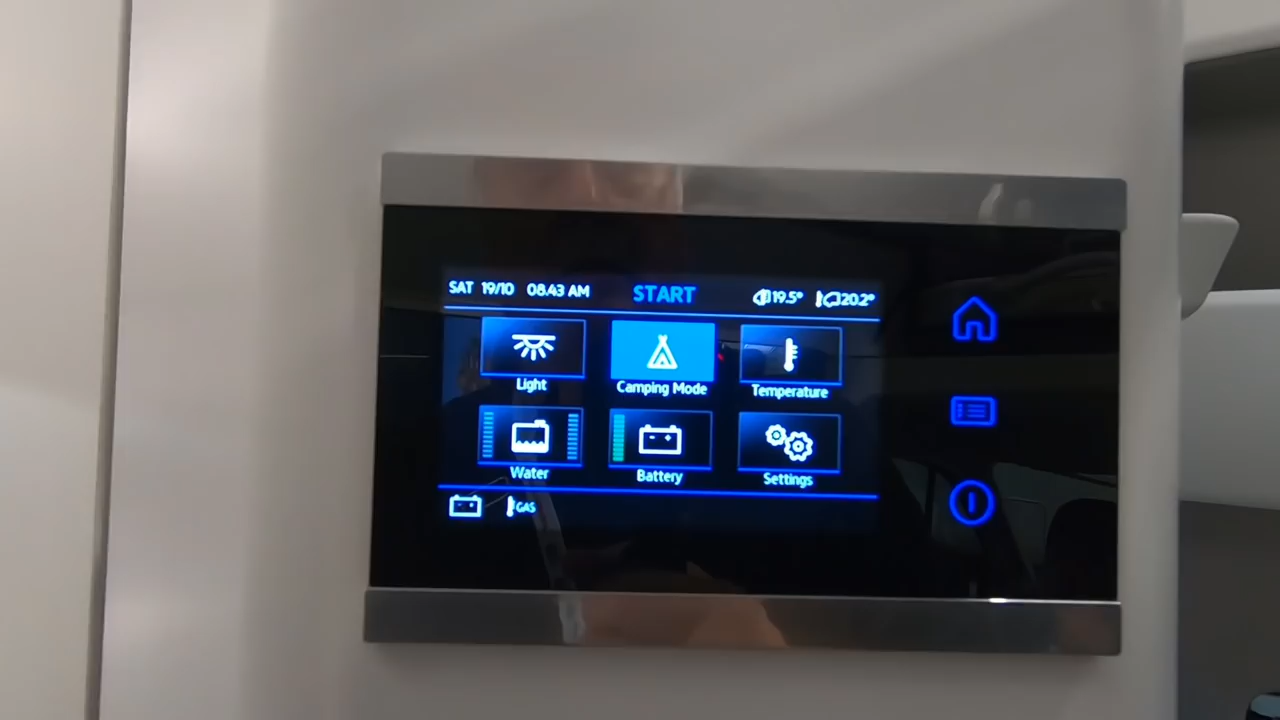 SAT 19/10 08.43 AM START 19.5° 20.2°
Light Camping Mode Temperature
Water Battery Settings
GAS